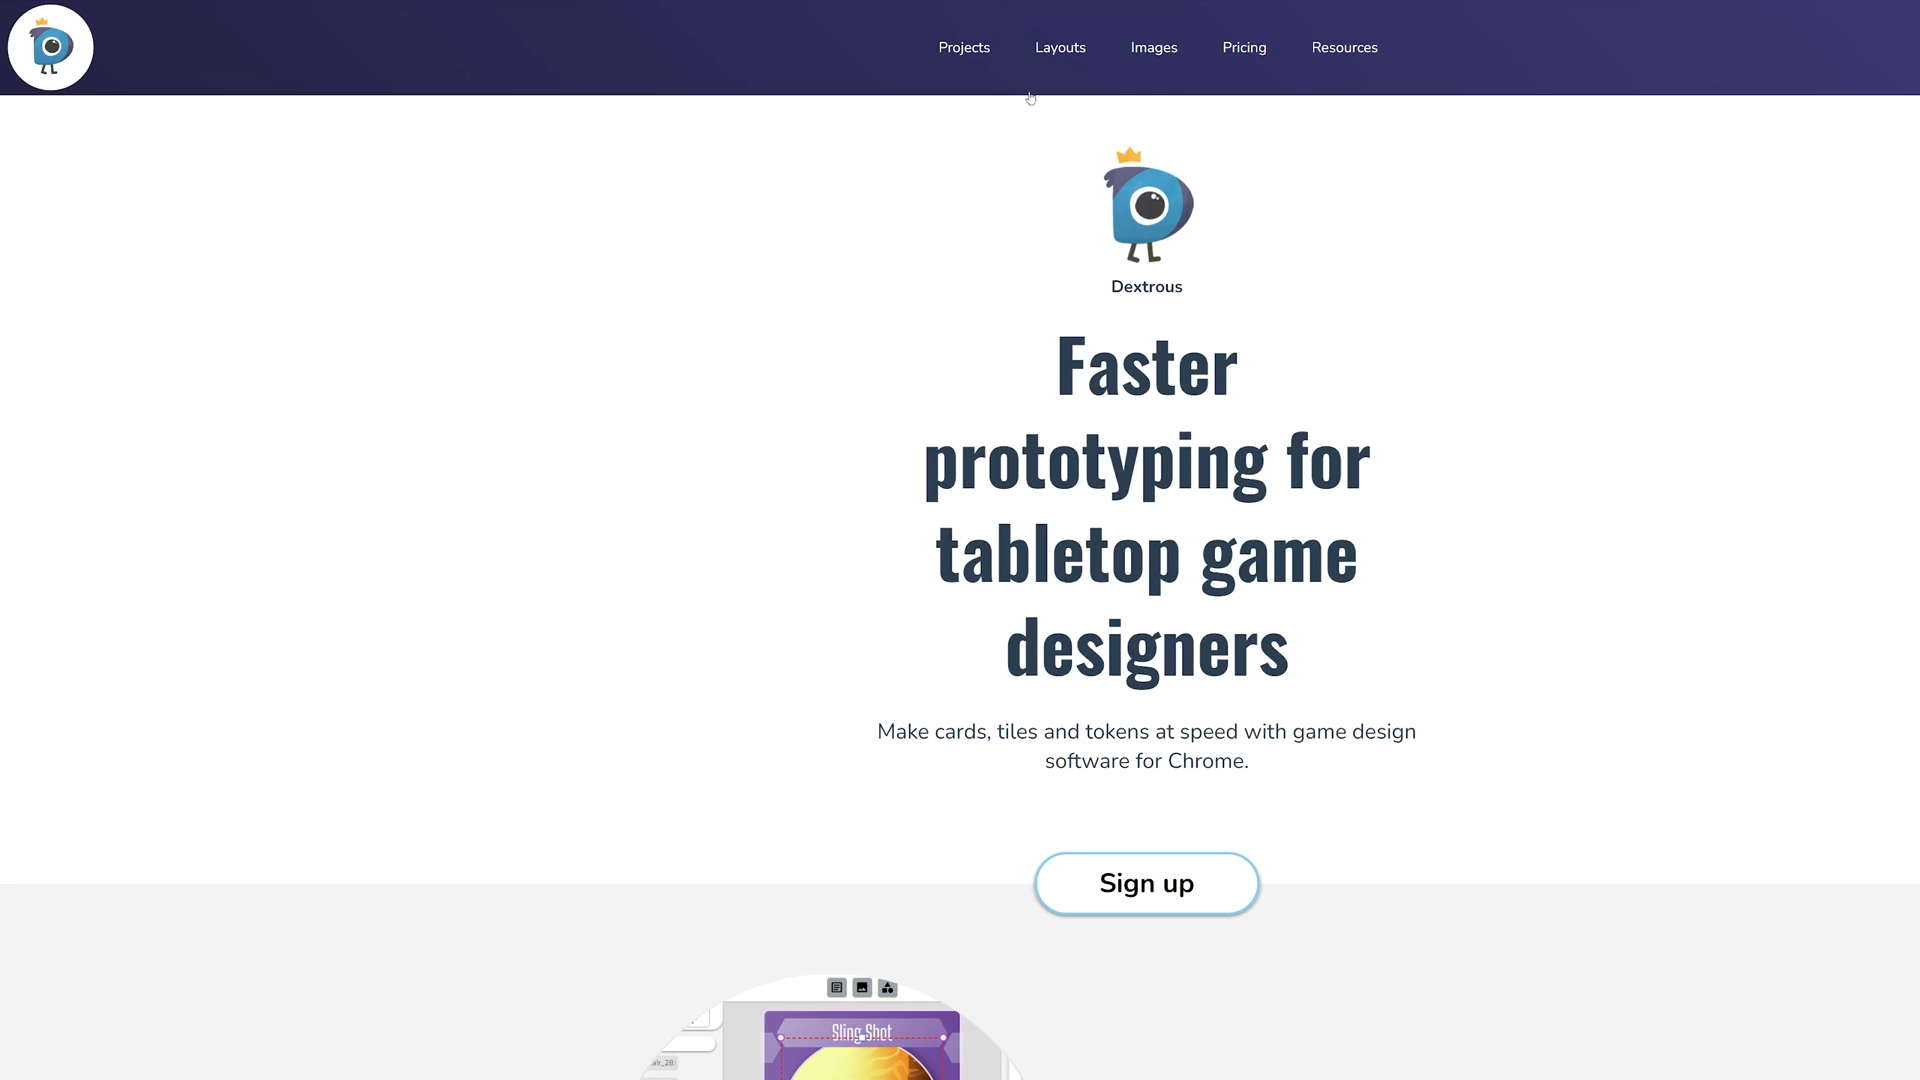 Projects
Layouts
Images
Pricing
Resources
Dextrous
Faster
prototyping for
tabletop game
designers
Make cards, tiles and tokens at speed with game design
software for Chrome.
Sign up
Sling Shot